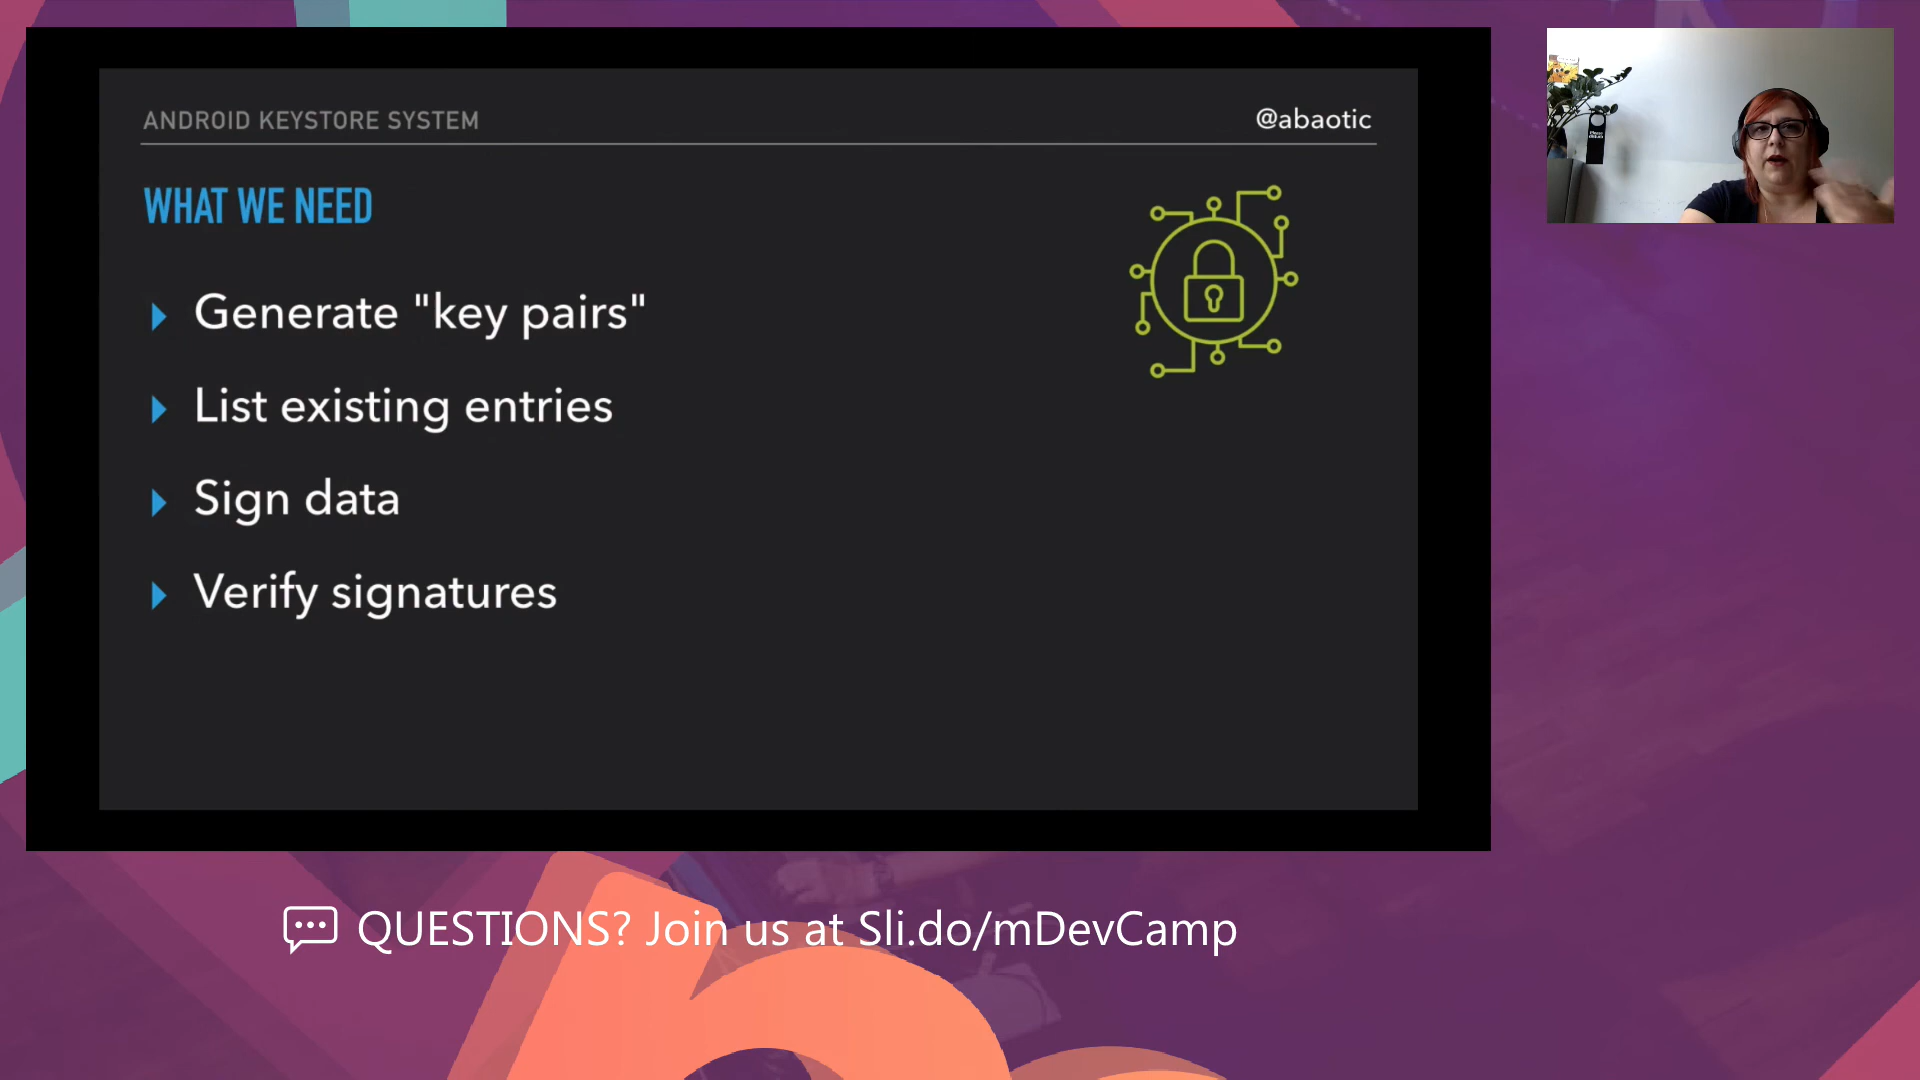 ANDROID KEYSTORE SYSTEM
@abaotic
WHAT WE NEED
Generate "key pairs"
List existing entries
Sign data
Verify signatures
QUESTIONS? Join us at Sli.do/mDevCamp